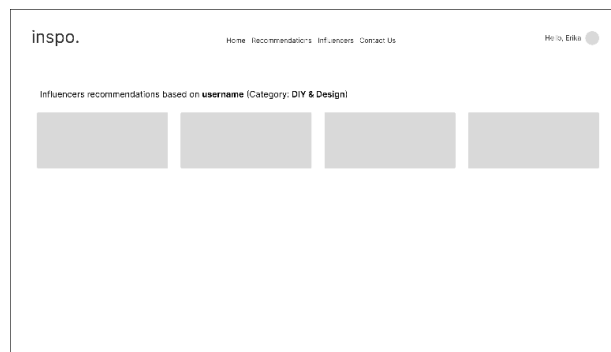 inspo.
Home Recommendations Influencers Contact Us
Hello, Erika
Influencers recommendations based on username (Category: DIY & Design)